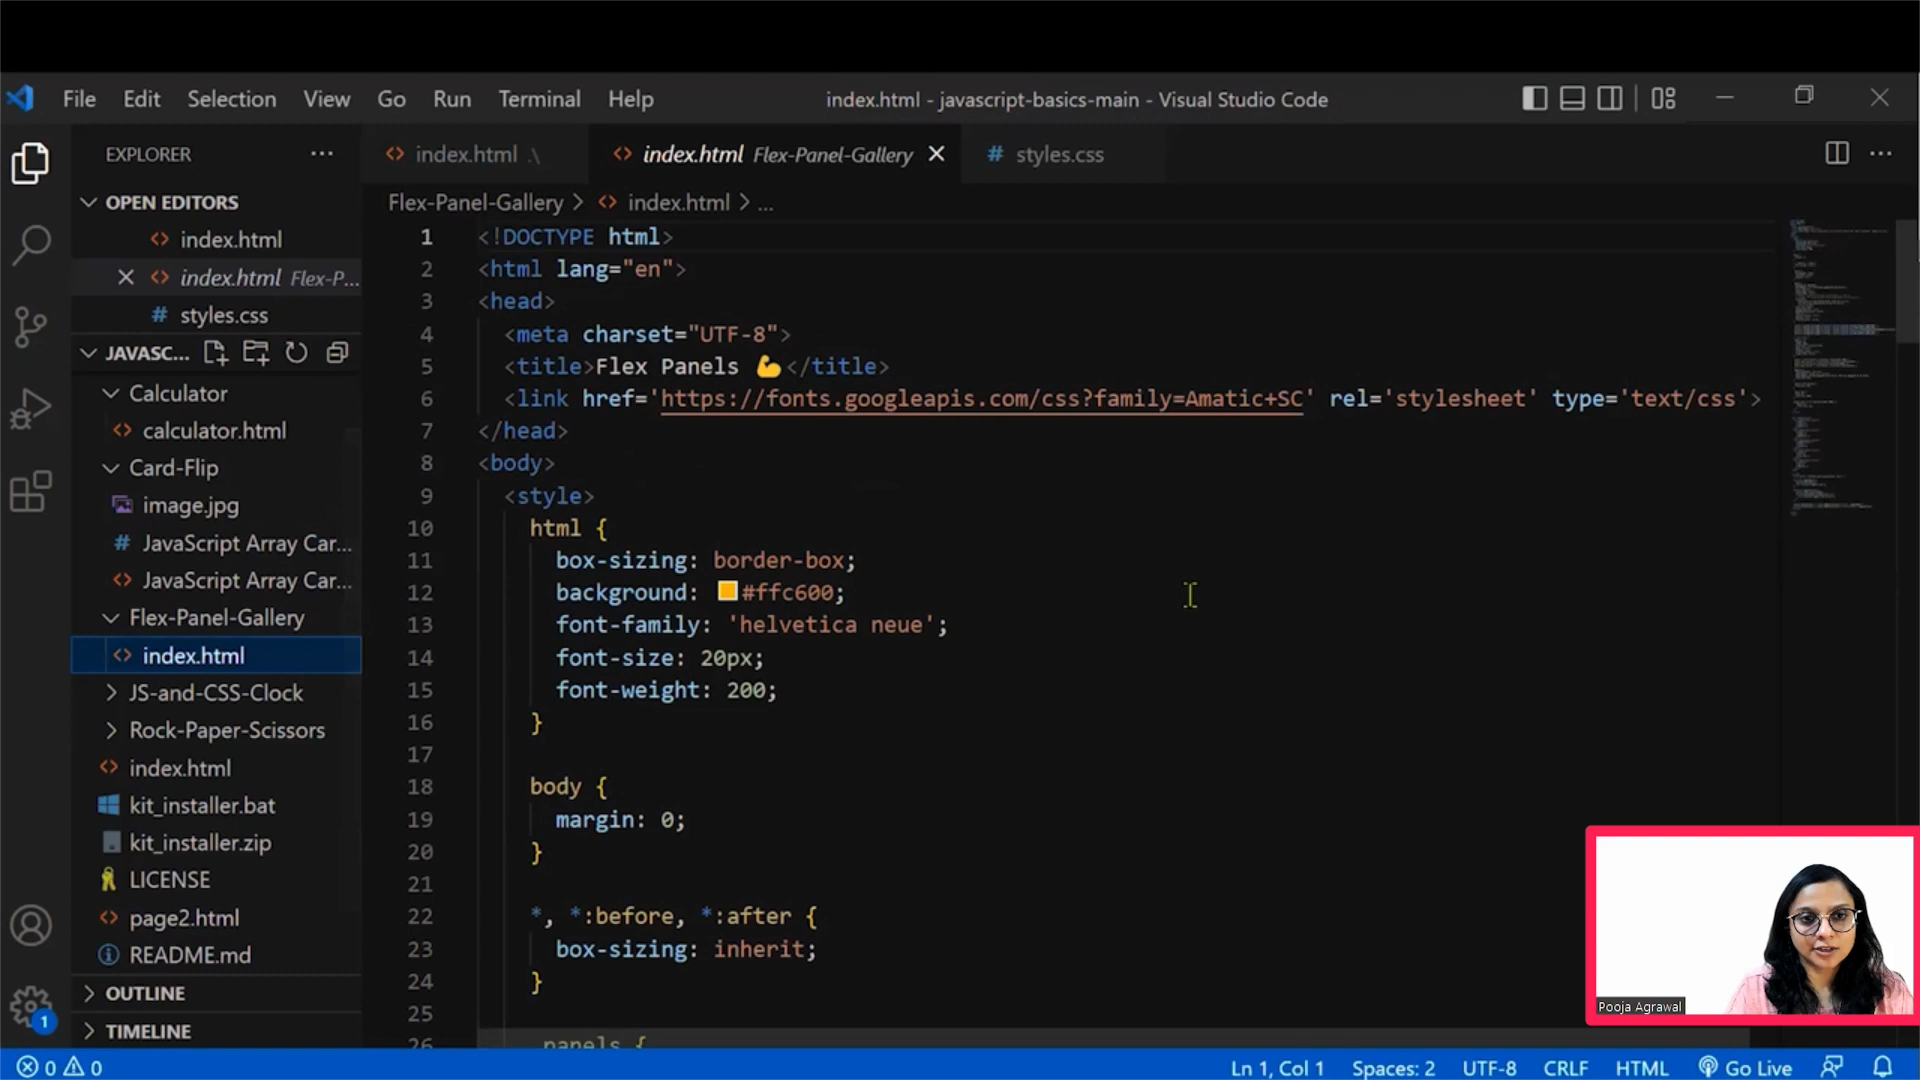 File Edit Selection View Go Run Terminal Help index.html - javascript-basics-main - Visual Studio Code
EXPLORER ...
index.html .\ index.html Flex-Panel-Gallery styles.css ...
OPEN EDITORS
index.html
index.html Flex-P...
styles.css
JAVASC...
Calculator
calculator.html
Card-Flip
image.jpg
JavaScript Array Car...
JavaScript Array Car...
Flex-Panel-Gallery
index.html
JS-and-CSS-Clock
Rock-Paper-Scissors
index.html
kit_installer.bat
kit_installer.zip
LICENSE
page2.html
README.md
OUTLINE
TIMELINE
Flex-Panel-Gallery > index.html > ...
1 <!DOCTYPE html>
2 <html lang="en">
3 <head>
4 <meta charset="UTF-8">
5 <title>Flex Panels 💪</title>
6 <link href='https://fonts.googleapis.com/css?family=Amatic+SC' rel='stylesheet' type='text/css'>
7 </head>
8 <body>
9 <style>
10 html {
11 box-sizing: border-box;
12 background: #ffc600;
13 font-family: 'helvetica neue';
14 font-size: 20px;
15 font-weight: 200;
16 }
17
18 body {
19 margin: 0;
20 }
21
22 *, *:before, *:after {
23 box-sizing: inherit;
24 }
25
26 .panels {
Pooja Agrawal
1
0 0 Ln 1, Col 1 Spaces: 2 UTF-8 CRLF HTML Go Live